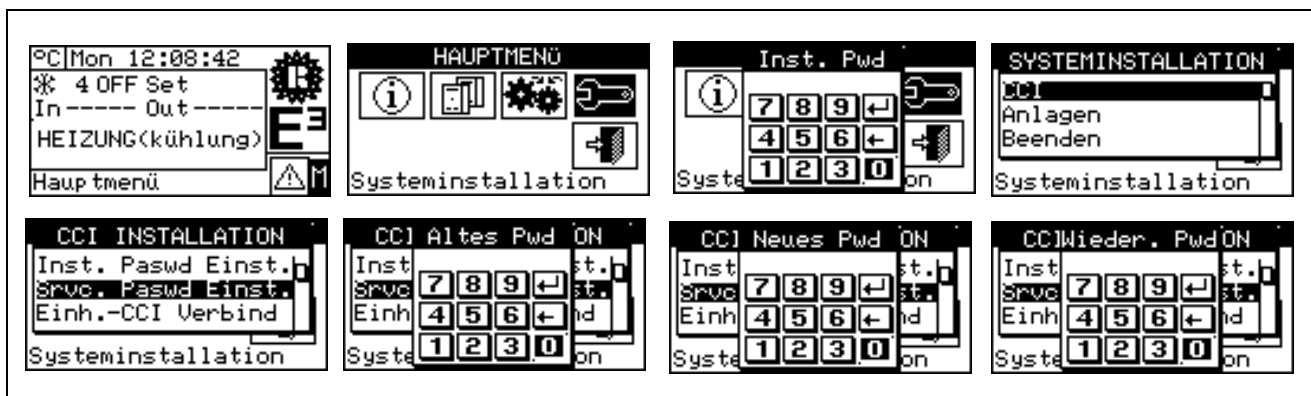 °C Mon 12:08:42
4 OFF Set
In ----- Out -----
HEIZUNG(kühlung)
E3
Haup tmenü
M
HAUPTMENÜ
i
Systeminstallation
Inst. Pwd
i
7 8 9 ↵
4 5 6 ←
1 2 3 0
Syste on
SYSTEMINSTALLATION
CCI
Anlagen
Beenden
Systeminstallation
CCI INSTALLATION
Inst. Paswd Einst.
Srvc. Paswd Einst.
Einh.-CCI Verbind
Systeminstallation
CCI Altes Pwd ON
Inst st.
7 8 9 ↵
Srvc st.
Einh 4 5 6 ← nd
1 2 3 0
Syste on
CCI Neues Pwd ON
Inst st.
7 8 9 ↵
Srvc st.
Einh 4 5 6 ← nd
1 2 3 0
Syste on
CCIWieder. PwdON
Inst st.
7 8 9 ↵
Srvc st.
Einh 4 5 6 ← nd
1 2 3 0
Syste on